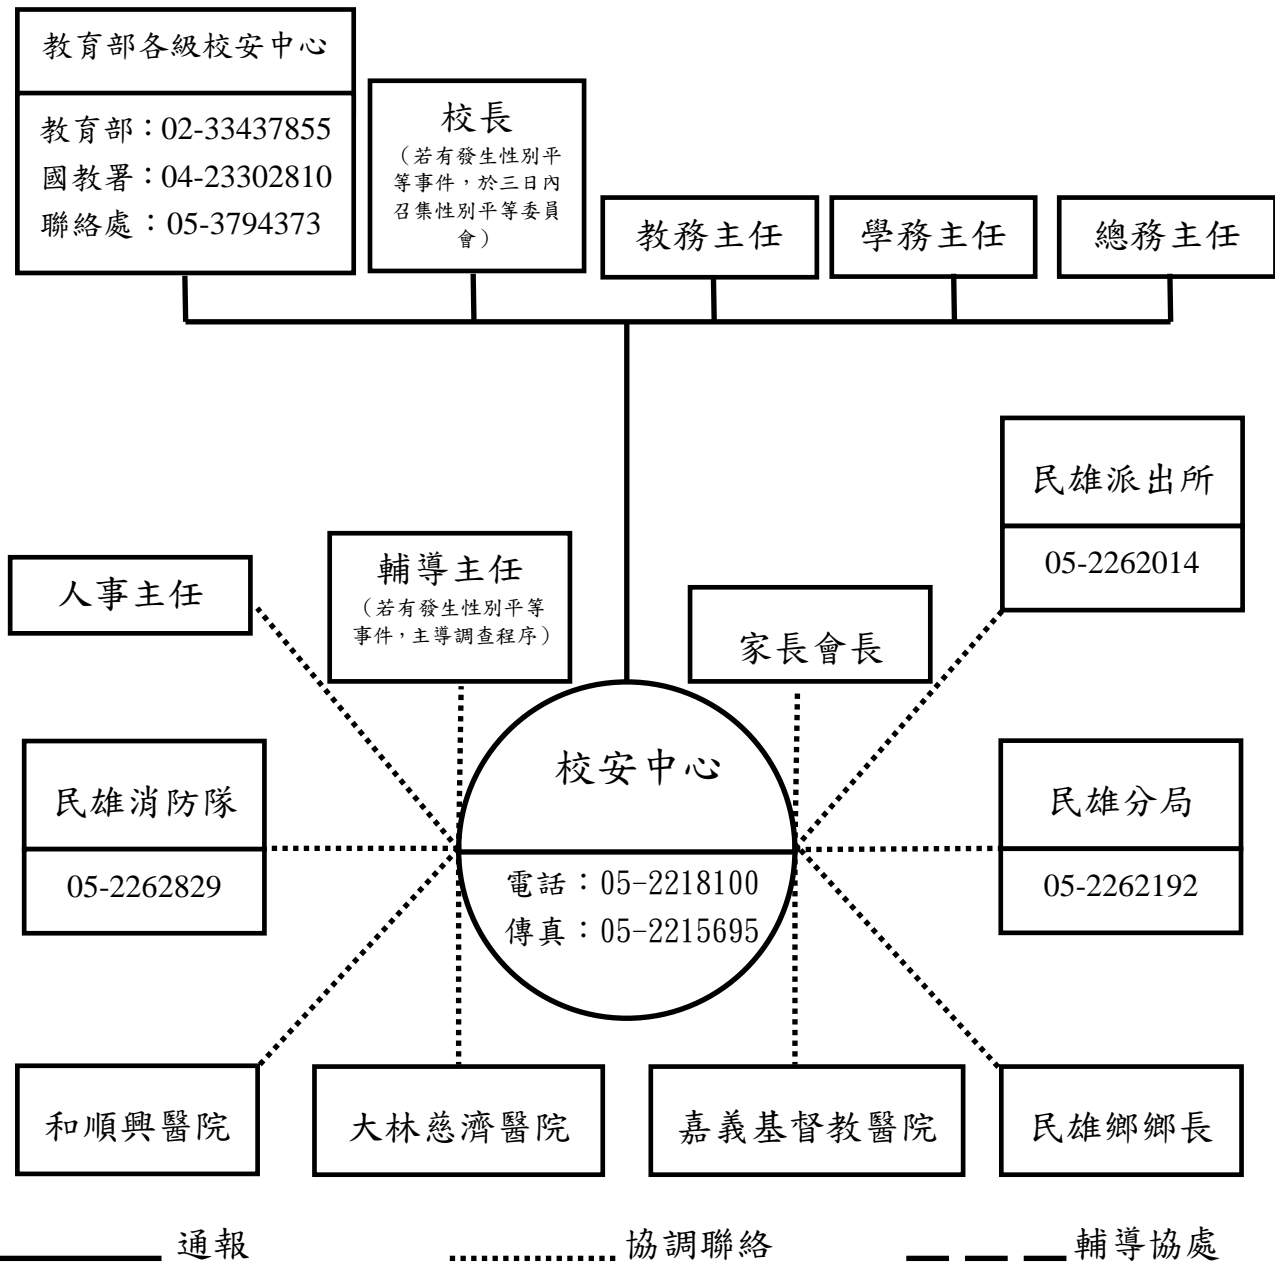 教育部各級校安中心
教育部：02-33437855
國教署：04-23302810
聯絡處：05-3794373
校長
（若有發生性別平
等事件，於三日內
召集性別平等委員
會）
教務主任
學務主任
總務主任
民雄派出所
05-2262014
人事主任
輔導主任
（若有發生性別平等
事件，主導調查程序）
家長會長
民雄消防隊
05-2262829
校安中心
電話：05-2218100
傳真：05-2215695
民雄分局
05-2262192
和順興醫院
大林慈濟醫院
嘉義基督教醫院
民雄鄉鄉長
通報
協調聯絡
輔導協處